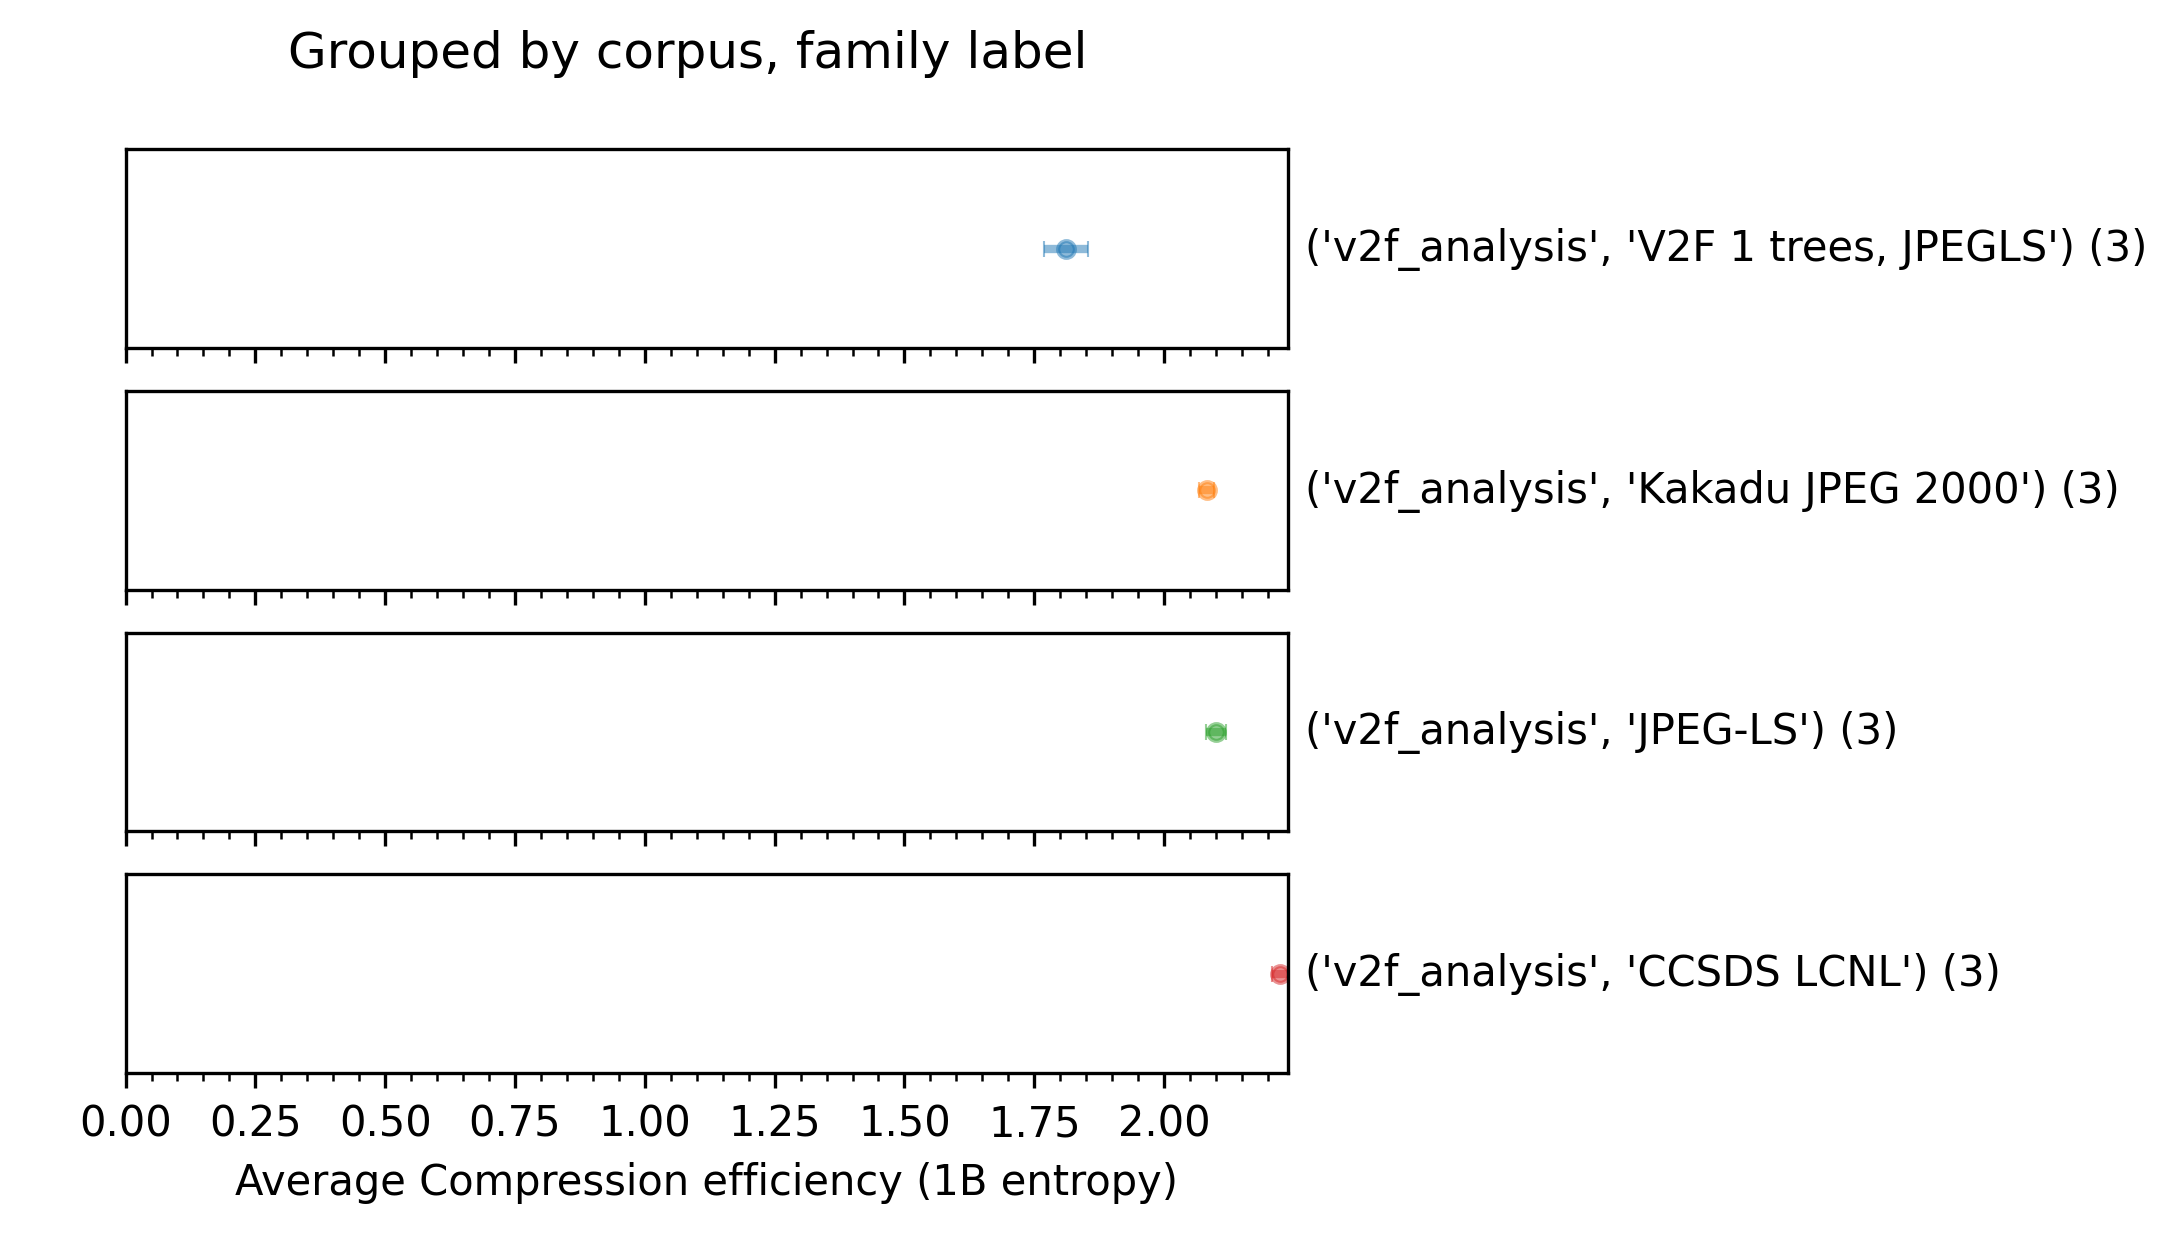 Grouped by corpus, family label
('v2f_analysis', 'V2F 1 trees, JPEGLS') (3)
('v2f_analysis', 'Kakadu JPEG 2000') (3)
('v2f_analysis', 'JPEG-LS') (3)
('v2f_analysis', 'CCSDS LCNL') (3)
0.00 0.25 0.50 0.75 1.00 1.25 1.50 1.75 2.00
Average Compression efficiency (1B entropy)